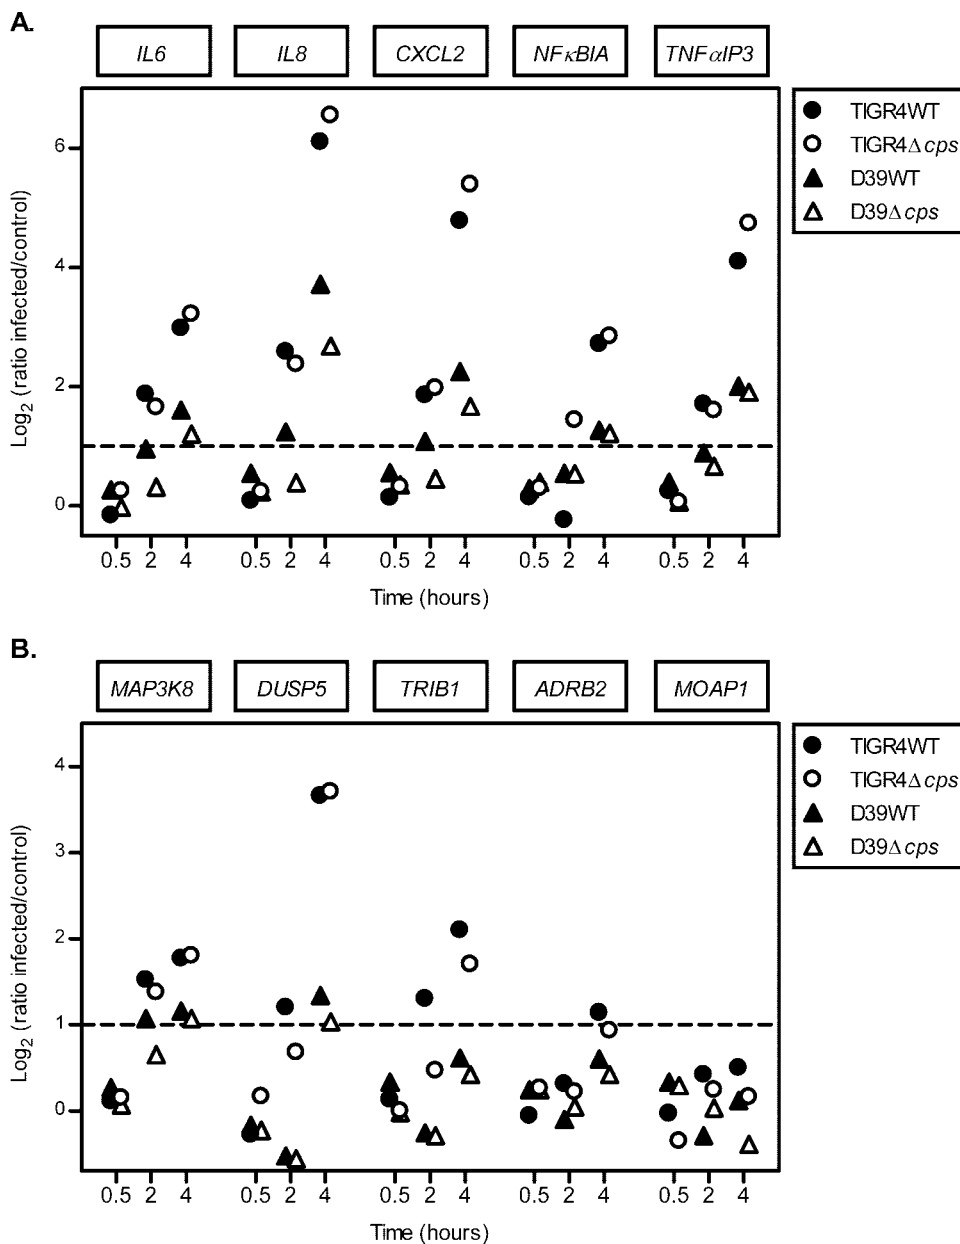 A.
IL6 IL8 CXCL2 NFκBIA TNFαIP3
TIGR4WT
TIGR4Δcps
D39WT
D39Δcps
Log2 (ratio infected/control)
6
4
2
0
0.5 2 4 0.5 2 4 0.5 2 4 0.5 2 4 0.5 2 4
Time (hours)
B.
MAP3K8 DUSP5 TRIB1 ADRB2 MOAP1
TIGR4WT
TIGR4Δcps
D39WT
D39Δcps
Log2 (ratio infected/control)
4
3
2
1
0
0.5 2 4 0.5 2 4 0.5 2 4 0.5 2 4 0.5 2 4
Time (hours)